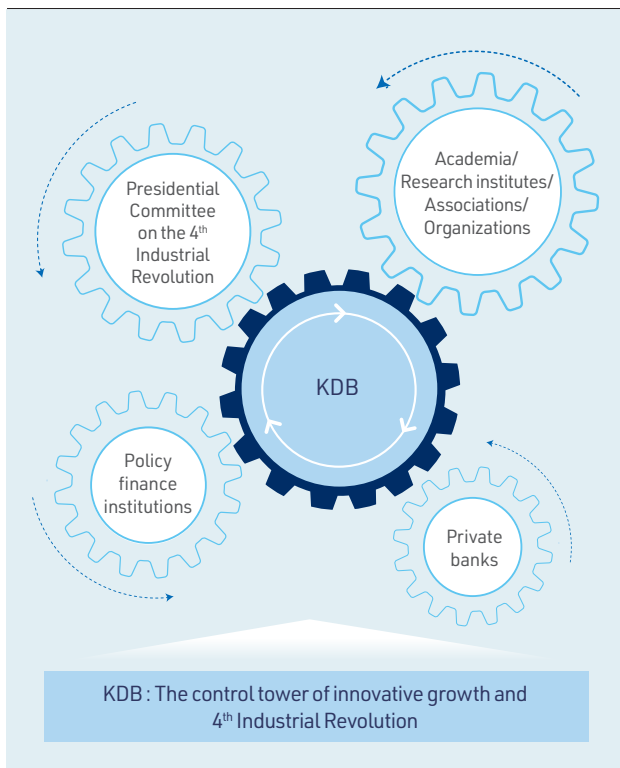 Presidential
Committee
on the 4th
Industrial
Revolution
Academia/
Research institutes/
Associations/
Organizations
KDB
Policy
finance
institutions
Private
banks
KDB : The control tower of innovative growth and
4th Industrial Revolution